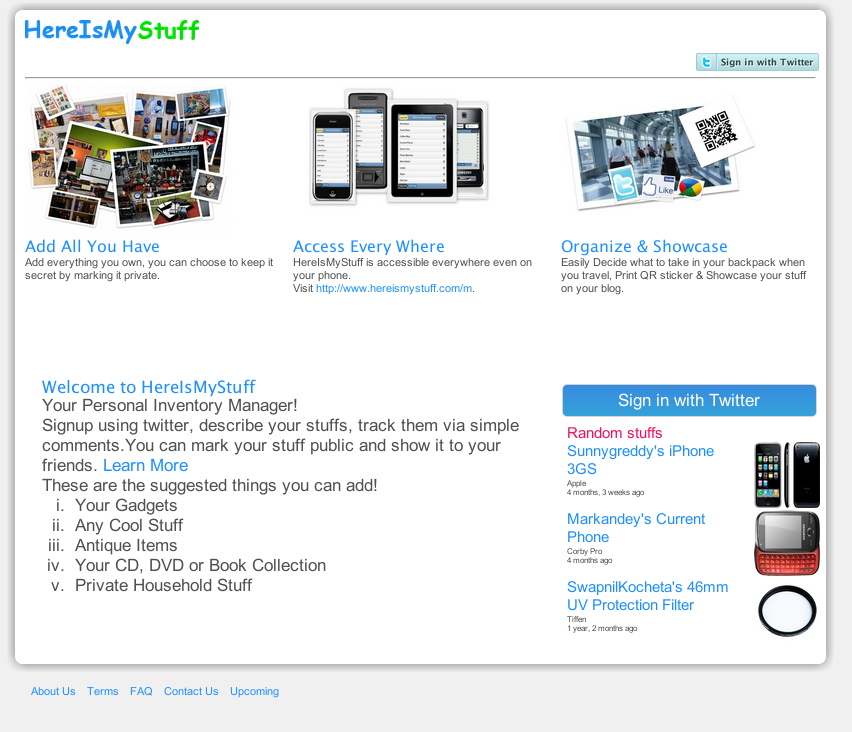 HereIsMyStuff
Sign in with Twitter
Like
Add All You Have
Add everything you own, you can choose to keep it
secret by marking it private.
Access Every Where
HereIsMyStuff is accessible everywhere even on
your phone.
Visit http://www.hereismystuff.com/m.
Organize & Showcase
Easily Decide what to take in your backpack when
you travel, Print QR sticker & Showcase your stuff
on your blog.
Welcome to HereIsMyStuff
Your Personal Inventory Manager!
Signup using twitter, describe your stuffs, track them via simple
comments.You can mark your stuff public and show it to your
friends. Learn More
These are the suggested things you can add!
i. Your Gadgets
ii. Any Cool Stuff
iii. Antique Items
iv. Your CD, DVD or Book Collection
v. Private Household Stuff
Sign in with Twitter
Random stuffs
Sunnygreddy's iPhone
3GS
Apple
4 months, 3 weeks ago
Markandey's Current
Phone
Corby Pro
4 months ago
SwapnilKocheta's 46mm
UV Protection Filter
Tiffen
1 year, 2 months ago
About Us Terms FAQ Contact Us Upcoming